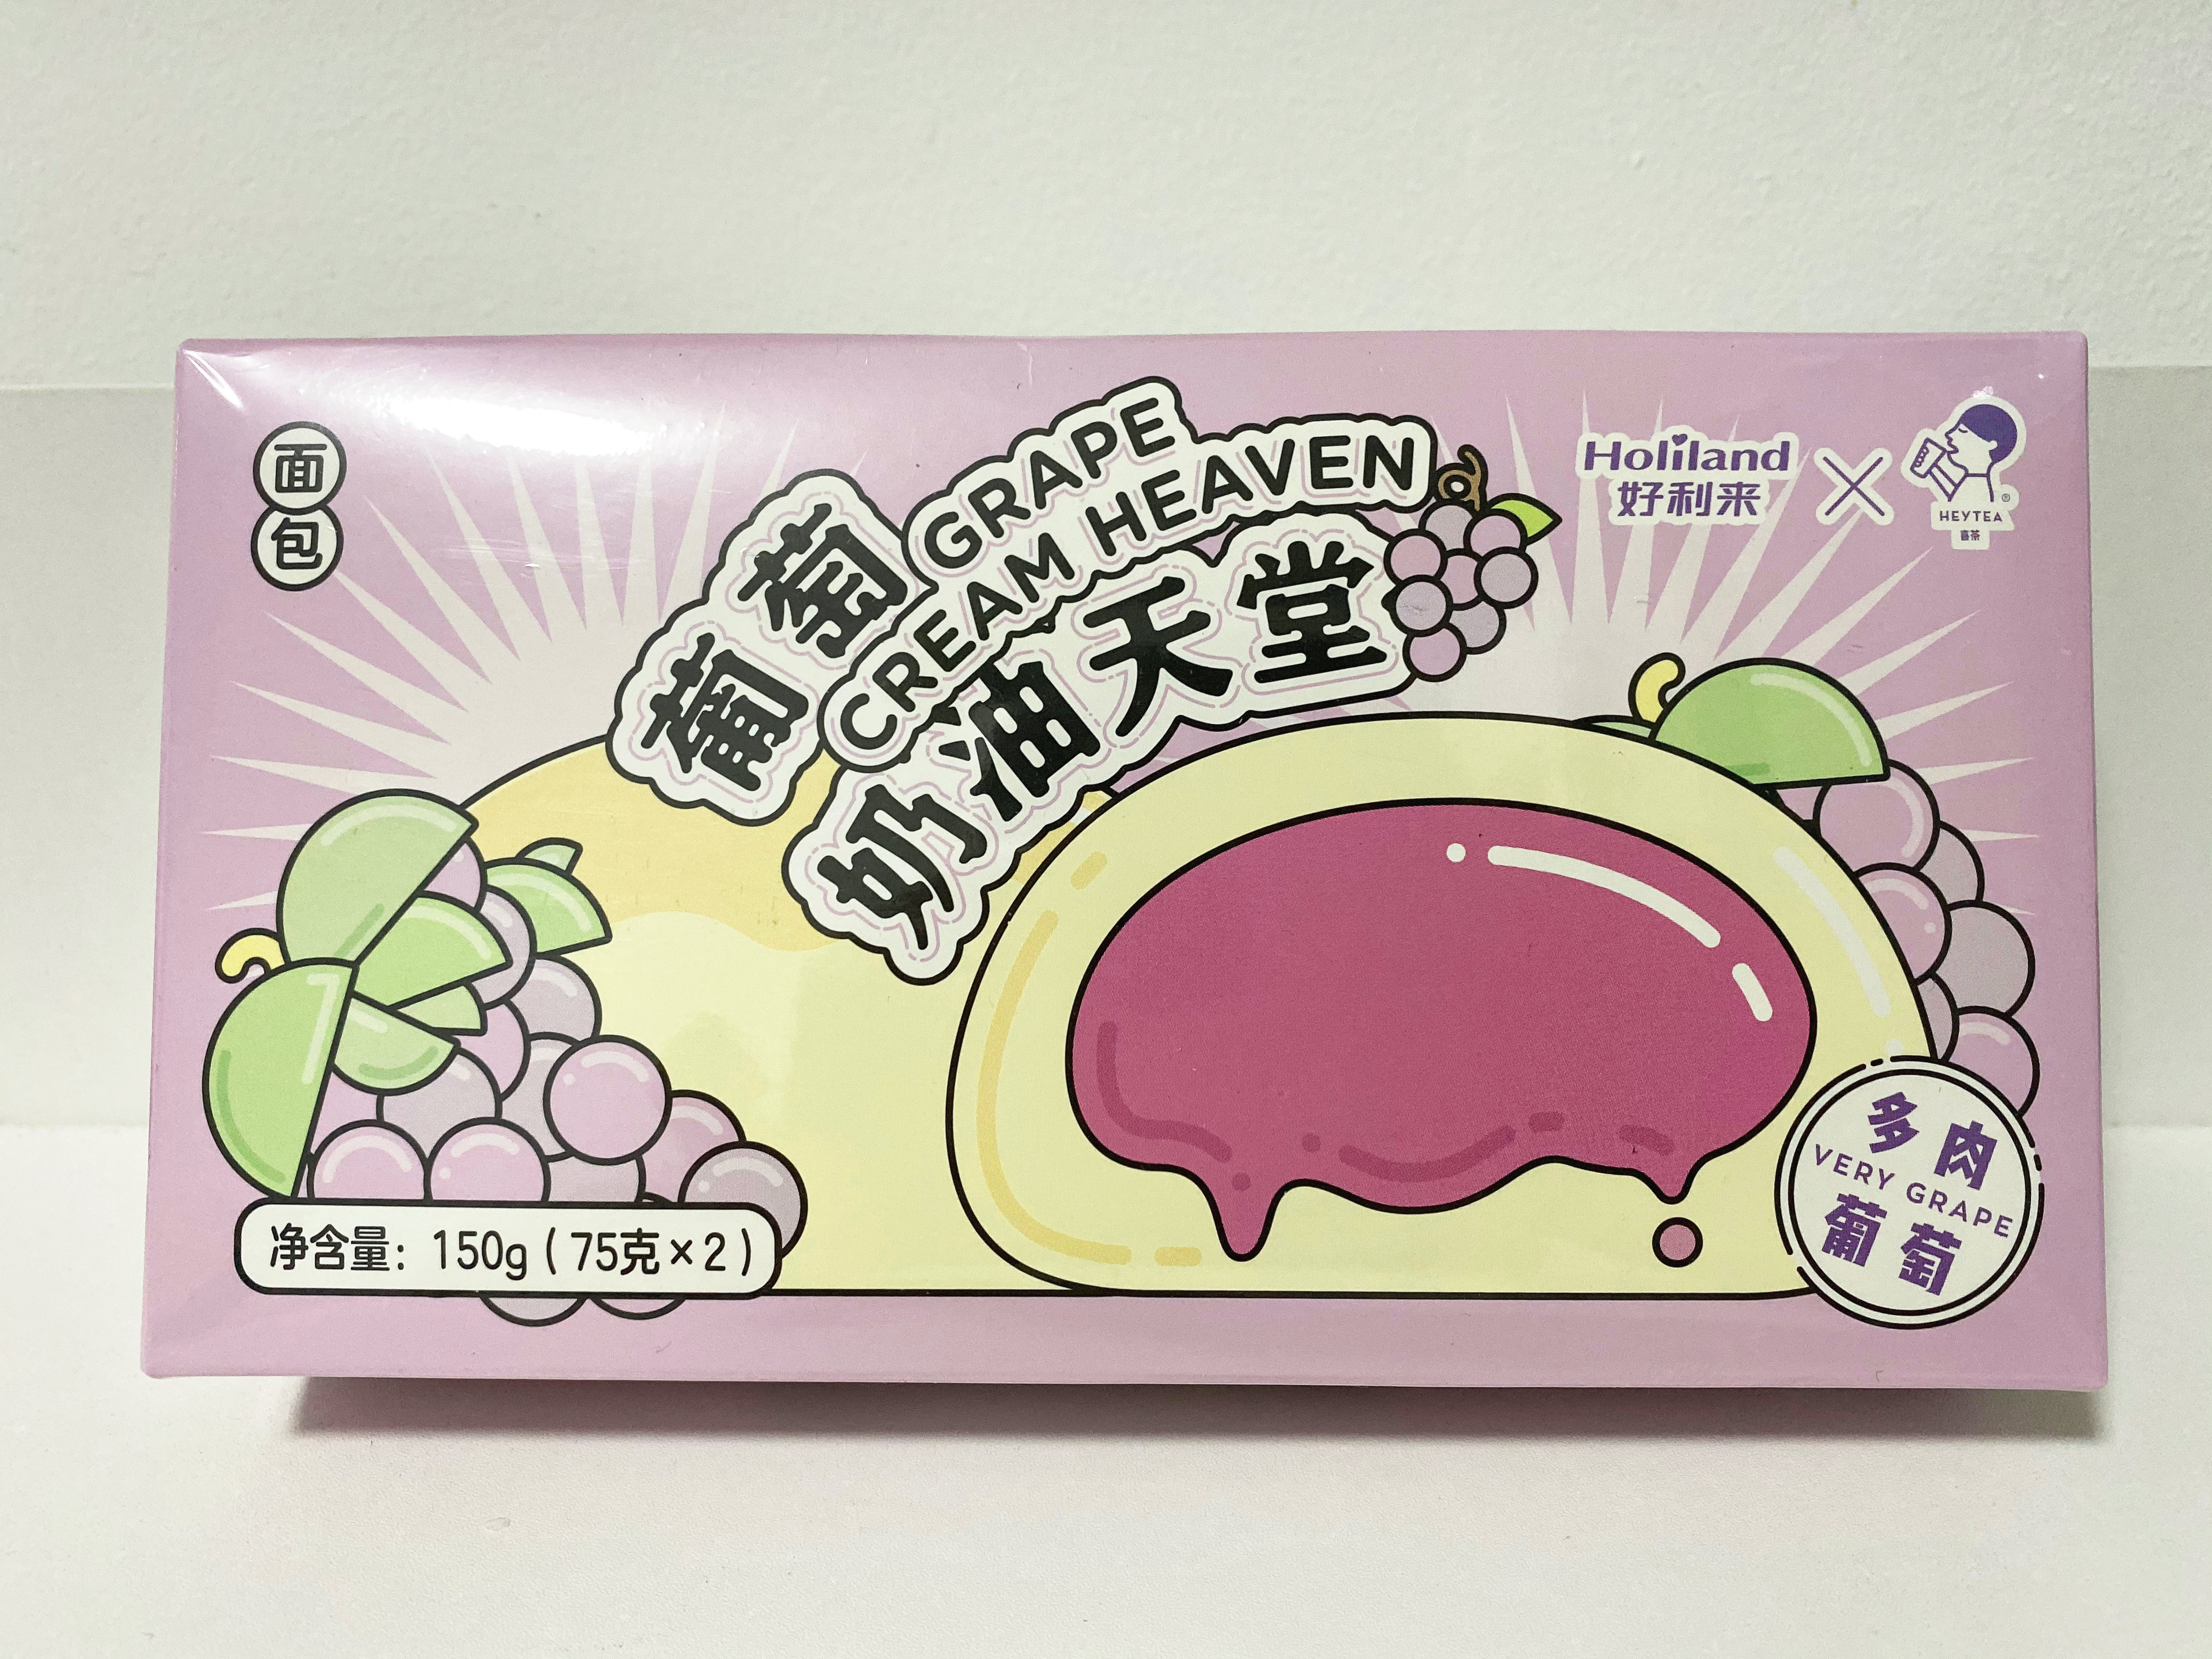 面包
葡萄
GRAPE
CREAM HEAVEN
奶油天堂
Holiland
好利来
HEYTEA
喜茶
®
净含量：150g（75克×2）
多肉
VERY GRAPE
葡萄